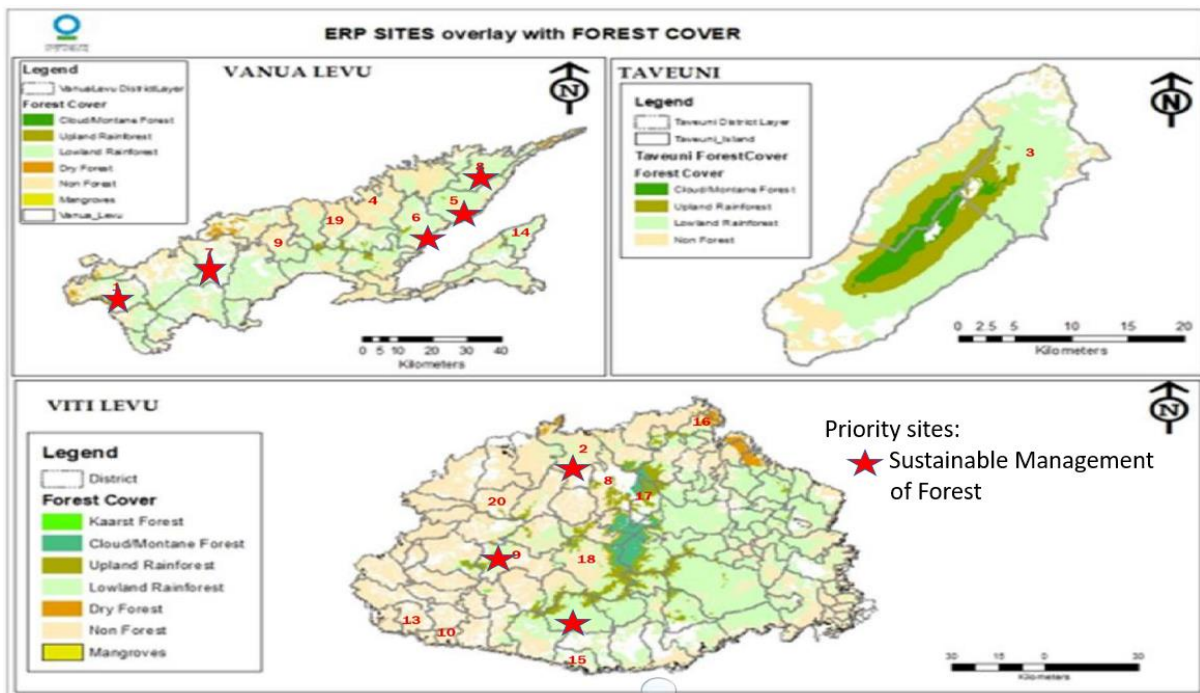 ERP SITES overlay with FOREST COVER
VANUA LEVU
Legend
VanuaLevu DistrictLayer
Forest Cover
Cloud/Montane Forest
Upland Rainforest
Lowland Rainforest
Dry Forest
Non Forest
Mangroves
Vanua_Levu
N
8
5
4
6
19
14
9
7
0 5 10 20 30 40
Kilometers
TAVEUNI
Legend
Taveuni District Layer
Taveuni_Island
Taveuni ForestCover
Forest Cover
Cloud/Montane Forest
Upland Rainforest
Lowland Rainforest
Non Forest
N
3
0 2.5 5 10 15 20
Kilometers
VITI LEVU
Legend
District
Forest Cover
Kaarst Forest
Cloud/Montane Forest
Upland Rainforest
Lowland Rainforest
Dry Forest
Non Forest
Mangroves
N
16
2
8
17
20
9
18
13
10
15
Priority sites:
Sustainable Management
of Forest
30 15 0 30
Kilometers